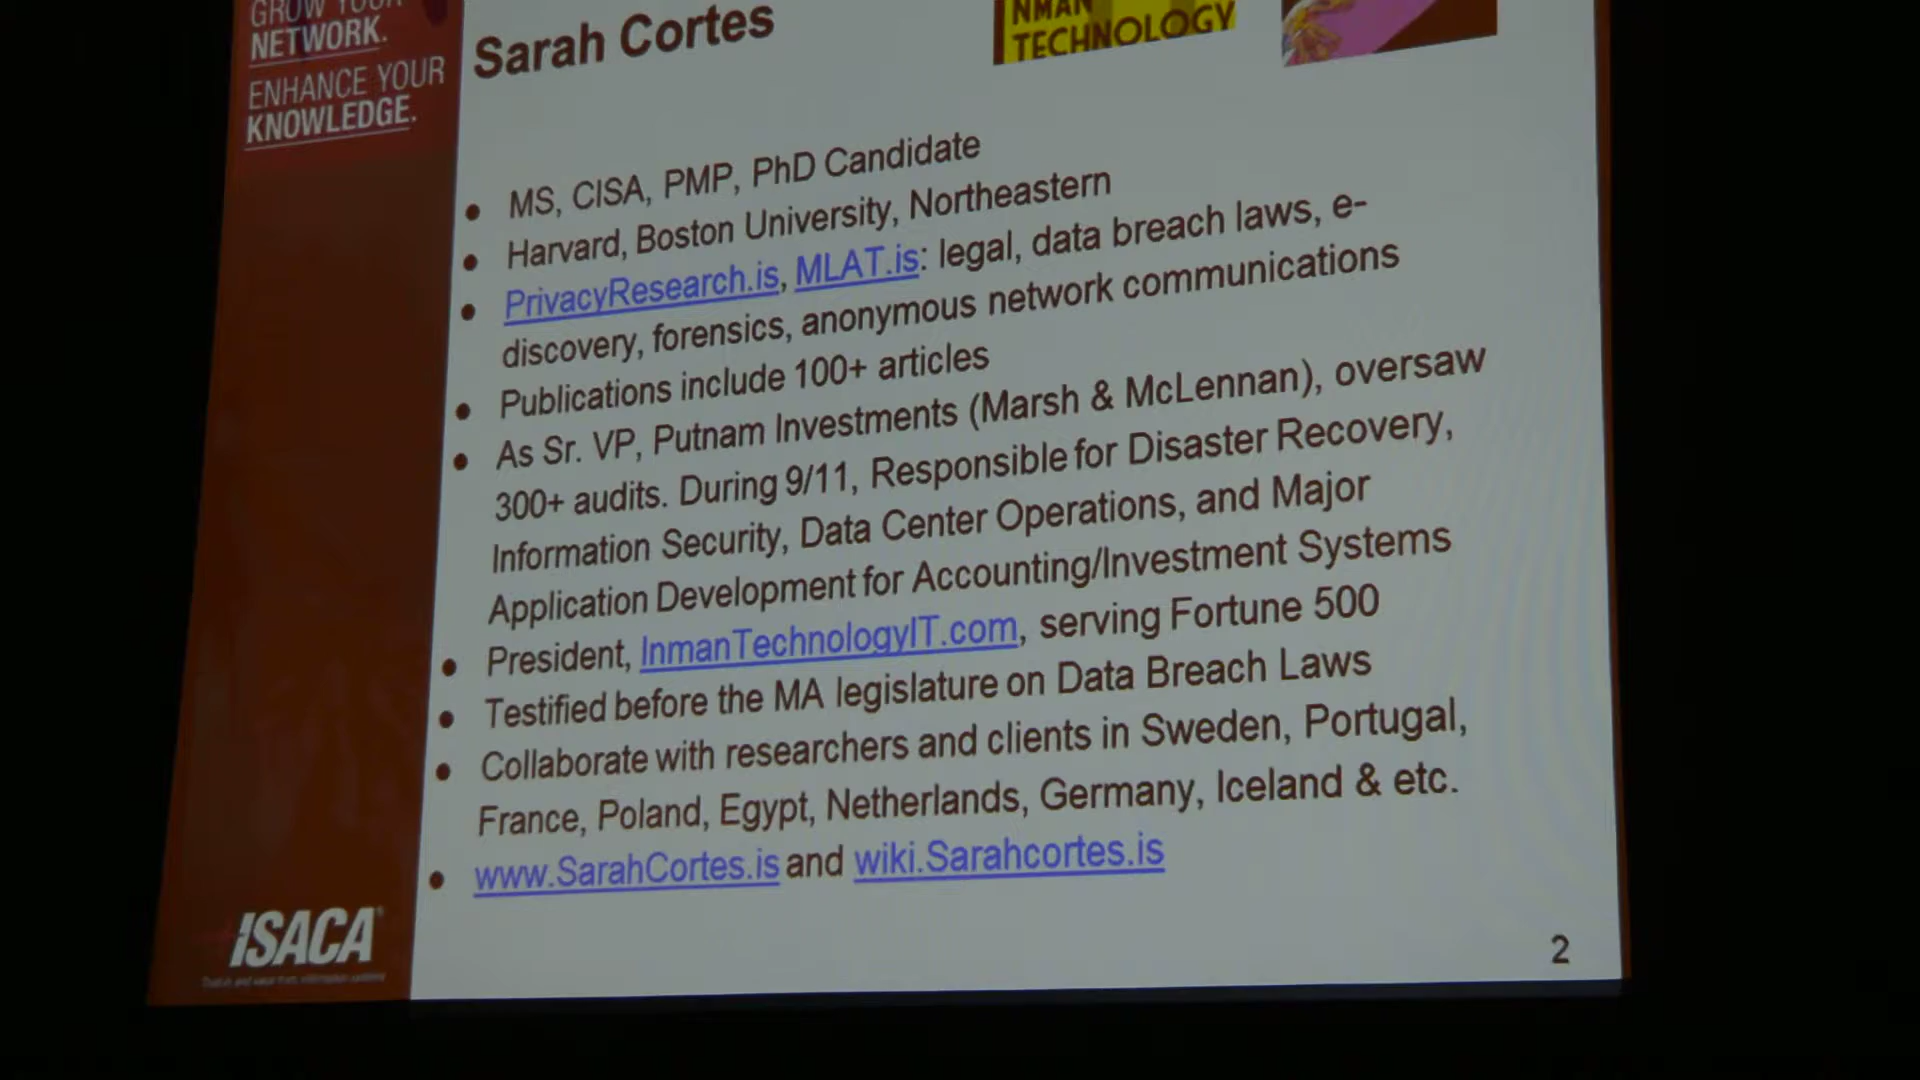 GROW YOUR
NETWORK.
ENHANCE YOUR
KNOWLEDGE.
Sarah Cortes
INMAN
TECHNOLOGY
• MS, CISA, PMP, PhD Candidate
• Harvard, Boston University, Northeastern
• PrivacyResearch.is, MLAT.is: legal, data breach laws, e-
discovery, forensics, anonymous network communications
• Publications include 100+ articles
• As Sr. VP, Putnam Investments (Marsh & McLennan), oversaw
300+ audits. During 9/11, Responsible for Disaster Recovery,
Information Security, Data Center Operations, and Major
Application Development for Accounting/Investment Systems
• President, InmanTechnologyIT.com, serving Fortune 500
• Testified before the MA legislature on Data Breach Laws
• Collaborate with researchers and clients in Sweden, Portugal,
France, Poland, Egypt, Netherlands, Germany, Iceland & etc.
• www.SarahCortes.is and wiki.Sarahcortes.is
ISACA®
2